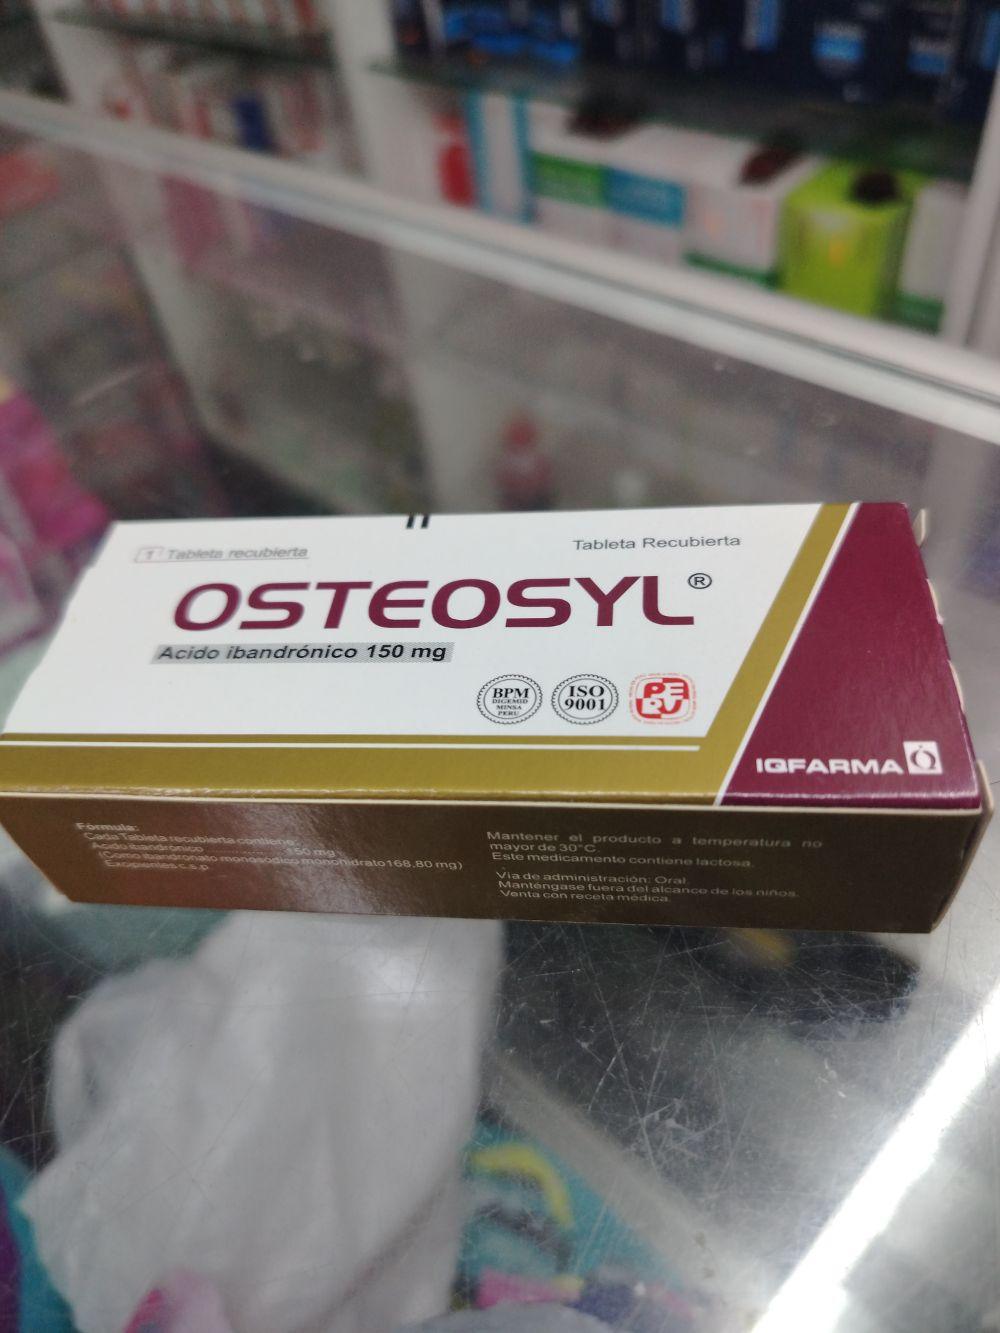 1 Tableta recubierta
Tableta Recubierta
OSTEOSYL®
Acido ibandrónico 150 mg
BPM
DIGEMID
MINSA
PERU
ISO
9001
PERU
IQFARMA
Fórmula:
Cada Tableta recubierta contiene:
Acido ibandrónico 150 mg
(Como ibandronato monosódico monohidrato 168,80 mg)
Excipientes c.s.p.
Mantener el producto a temperatura no
mayor de 30°C.
Este medicamento contiene lactosa.
Vía de administración: Oral.
Manténgase fuera del alcance de los niños.
Venta con receta médica.